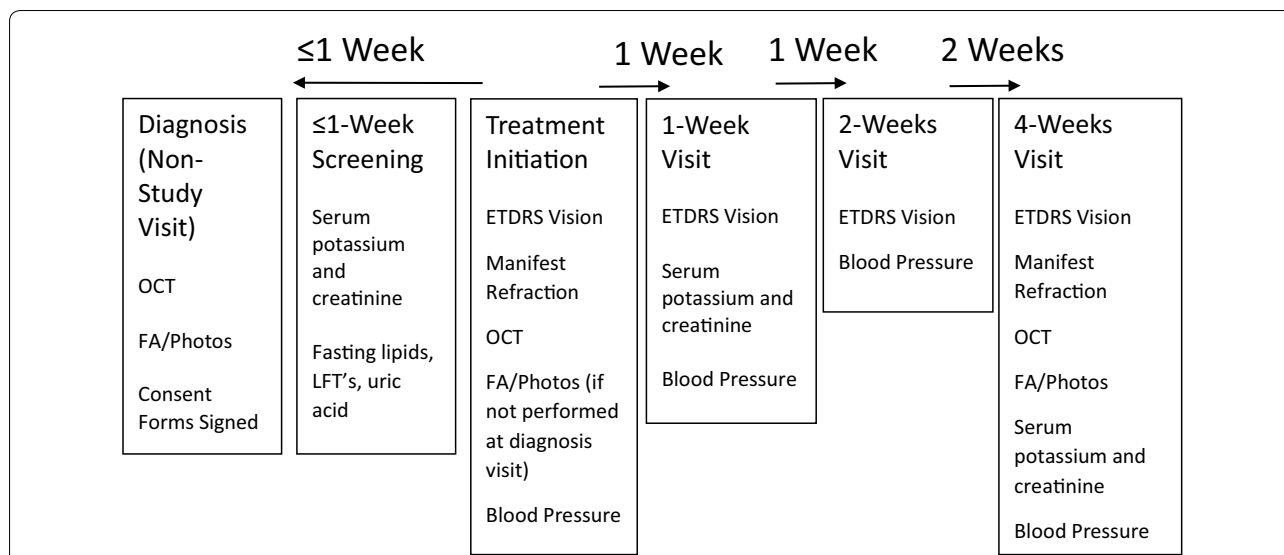 ≤1 Week
1 Week
1 Week
2 Weeks
Diagnosis
(Non-
Study
Visit)
OCT
FA/Photos
Consent
Forms Signed
≤1-Week
Screening
Serum
potassium
and
creatinine
Fasting lipids,
LFT's, uric
acid
Treatment
Initiation
ETDRS Vision
Manifest
Refraction
OCT
FA/Photos (if
not performed
at diagnosis
visit)
Blood Pressure
1-Week
Visit
ETDRS Vision
Serum
potassium and
creatinine
Blood Pressure
2-Weeks
Visit
ETDRS Vision
Blood Pressure
4-Weeks
Visit
ETDRS Vision
Manifest
Refraction
OCT
FA/Photos
Serum
potassium and
creatinine
Blood Pressure